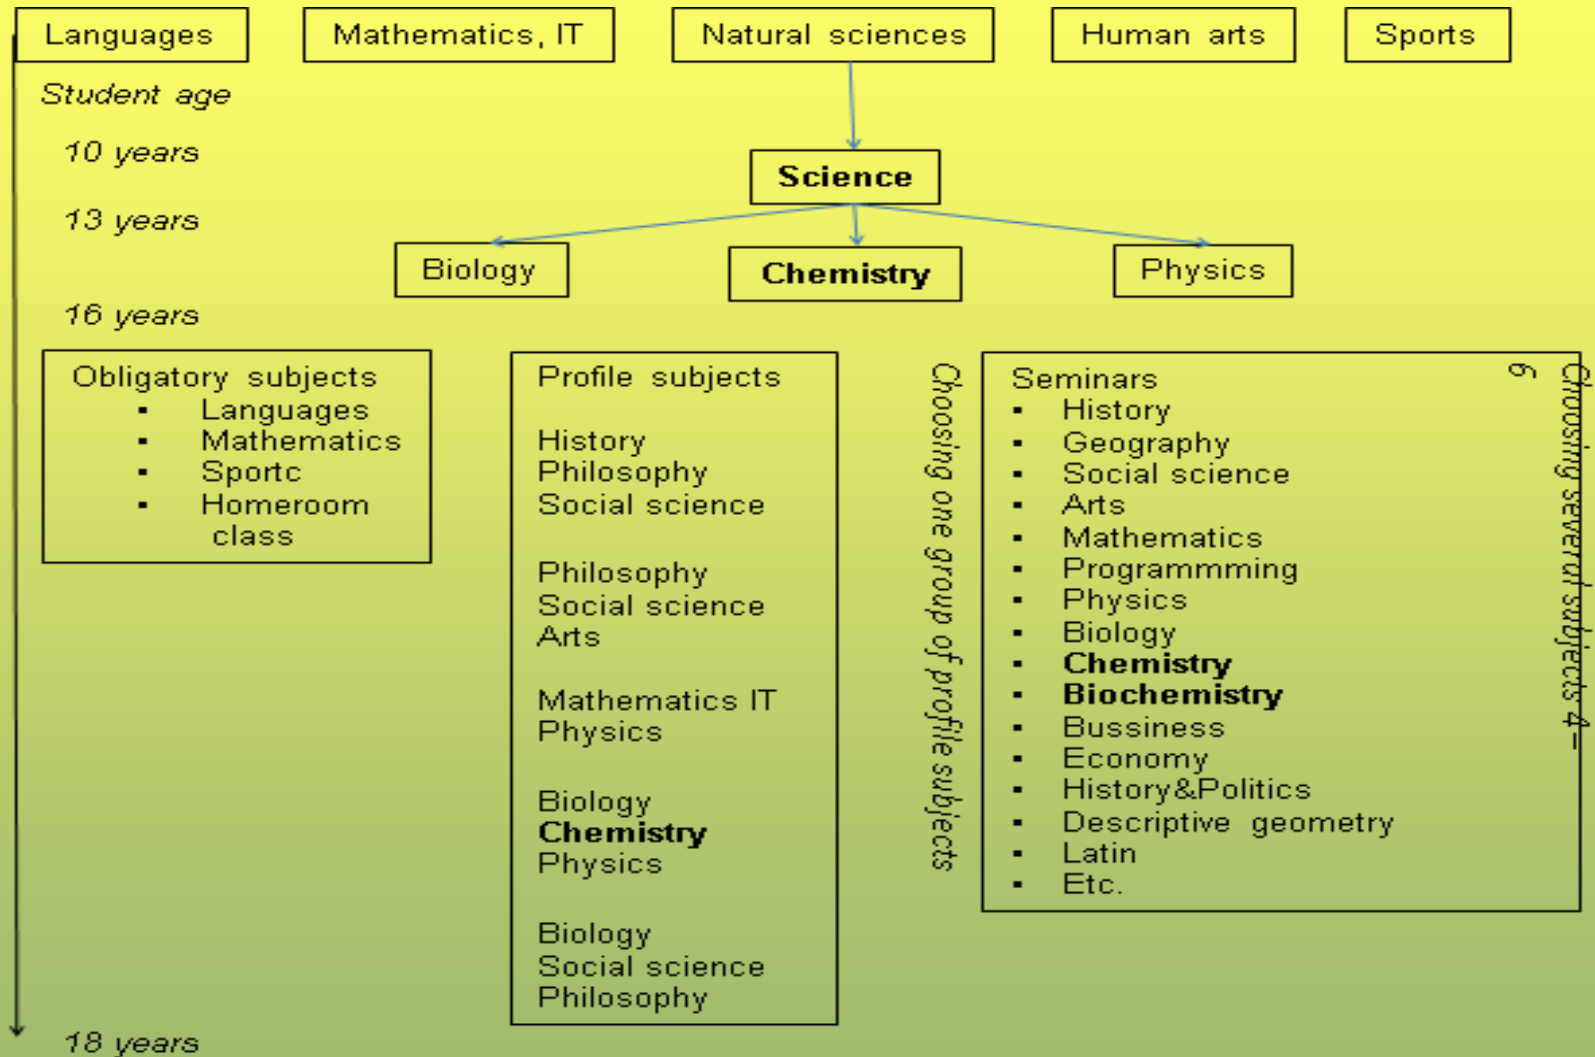 Languages
Mathematics, IT
Natural sciences
Human arts
Sports
Student age
10 years
Science
13 years
Biology
Chemistry
Physics
16 years
Obligatory subjects
▪ Languages
▪ Mathematics
▪ Sportc
▪ Homeroom
class
Profile subjects
History
Philosophy
Social science
Philosophy
Social science
Arts
Mathematics IT
Physics
Biology
Chemistry
Physics
Biology
Social science
Philosophy
Choosing one group of profile subjects
Seminars
▪ History
▪ Geography
▪ Social science
▪ Arts
▪ Mathematics
▪ Programmming
▪ Physics
▪ Biology
▪ Chemistry
▪ Biochemistry
▪ Bussiness
▪ Economy
▪ History&Politics
▪ Descriptive geometry
▪ Latin
▪ Etc.
Choosing several subjects 4–
6
18 years